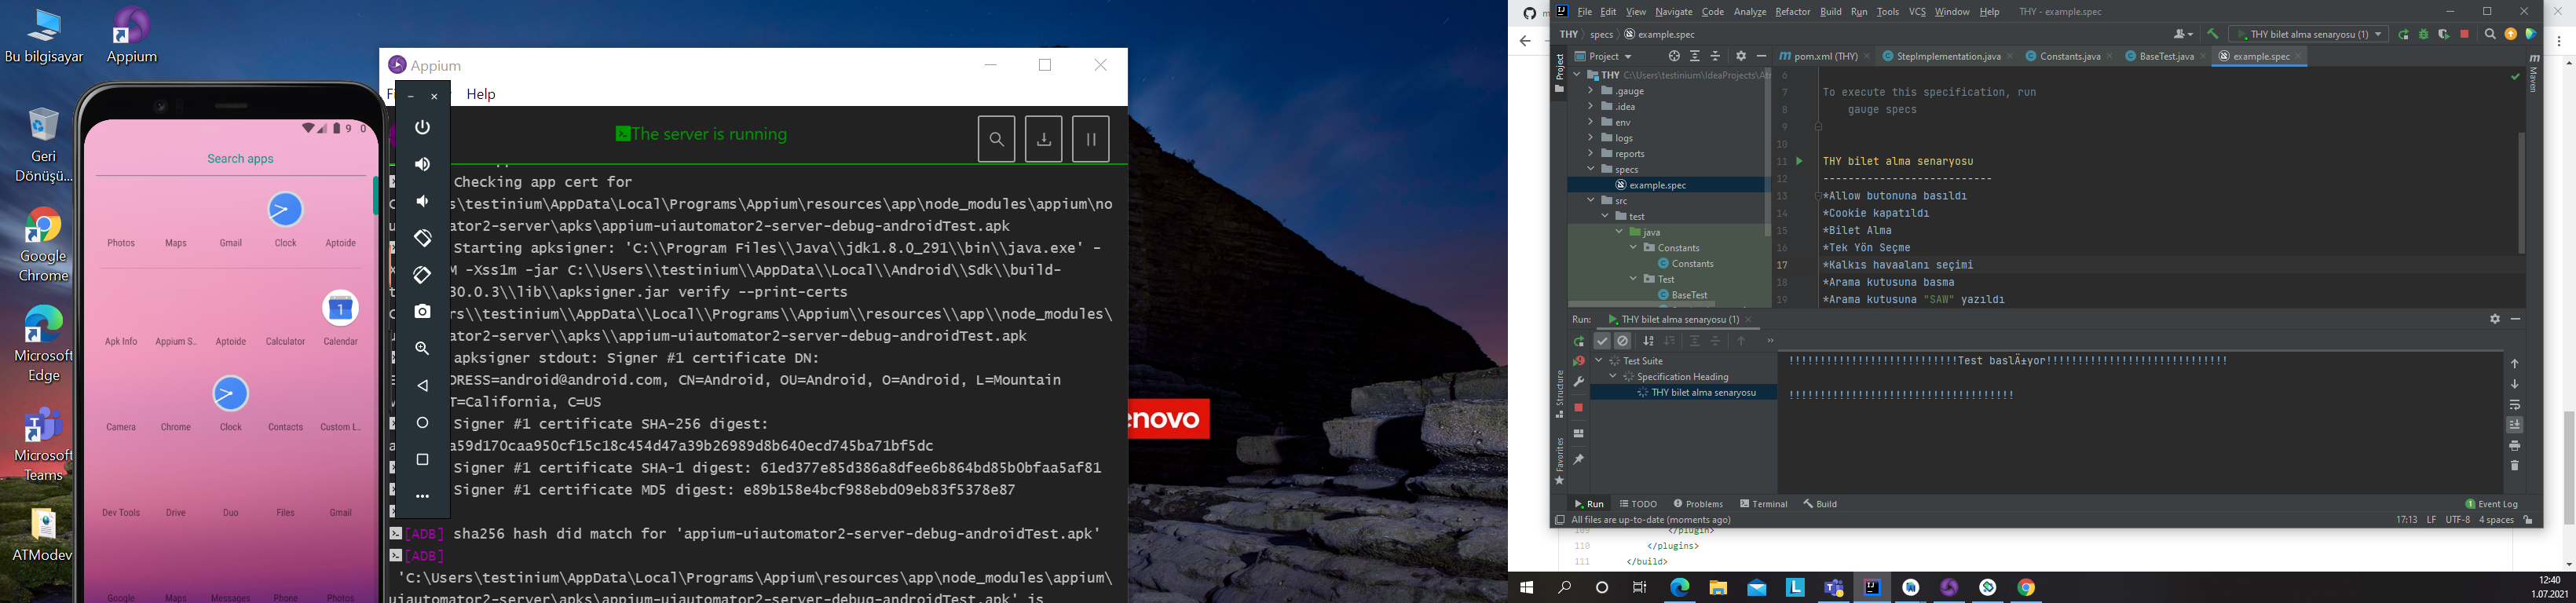 Bu bilgisayar
Appium
Geri
Dönüşü...
Google
Chrome
Microsoft
Edge
Microsoft
Teams
ATModev
9 0
Search apps
Photos Maps Gmail Clock Aptoide
Apk Info Appium S.. Aptoide Calculator Calendar
1
Camera Chrome Clock Contacts Custom L..
Dev Tools Drive Duo Files Gmail
Google Maps Messages Phone Photos
Appium
Help
The server is running
Checking app cert for
s\testinium\AppData\Local\Programs\Appium\resources\app\node_modules\appium\no
uiautomator2-server\apks\appium-uiautomator2-server-debug-androidTest.apk
Starting apksigner: 'C:\\Program Files\\Java\\jdk1.8.0_291\\bin\\java.exe' -
M -Xss1m -jar C:\\Users\\testinium\\AppData\\Local\\Android\\Sdk\\build-
30.0.3\\lib\\apksigner.jar verify --print-certs
rs\\testinium\\AppData\\Local\\Programs\\Appium\\resources\\app\\node_modules\
uiautomator2-server\\apks\\appium-uiautomator2-server-debug-androidTest.apk
apksigner stdout: Signer #1 certificate DN:
DRESS=android@android.com, CN=Android, OU=Android, O=Android, L=Mountain
T=California, C=US
Signer #1 certificate SHA-256 digest:
a59d170caa950cf15c18c454d47a39b26989d8b640ecd745ba71bf5dc
Signer #1 certificate SHA-1 digest: 61ed377e85d386a8dfee6b864bd85b0bfaa5af81
Signer #1 certificate MD5 digest: e89b158e4bcf988ebd09eb83f5378e87
[ADB] sha256 hash did match for 'appium-uiautomator2-server-debug-androidTest.apk'
[ADB]
'C:\Users\testinium\AppData\Local\Programs\Appium\resources\app\node_modules\appium\
uiautomator2-server\apks\appium-uiautomator2-server-debug-androidTest.apk' is
enovo
File Edit View Navigate Code Analyze Refactor Build Run Tools VCS Window Help THY - example.spec
THY specs example.spec
THY bilet alma senaryosu (1)
Project
pom.xml (THY) StepImplementation.java Constants.java BaseTest.java example.spec
Project
Maven
THY C:\Users\testinium\IdeaProjects\At
.gauge
.idea
env
logs
reports
specs
example.spec
src
test
java
Constants
Constants
Test
BaseTest
6
7 To execute this specification, run
8 gauge specs
9
10
11 THY bilet alma senaryosu
12 ---------------------------
13 *Allow butonuna basıldı
14 *Cookie kapatıldı
15 *Bilet Alma
16 *Tek Yön Seçme
17 *Kalkıs havaalanı seçimi
18 *Arama kutusuna basma
19 *Arama kutusuna "SAW" yazıldı
Run: THY bilet alma senaryosu (1)
Test Suite
Specification Heading
THY bilet alma senaryosu
!!!!!!!!!!!!!!!!!!!!!!!!!!!Test baslÄ±yor!!!!!!!!!!!!!!!!!!!!!!!!!!!!!
!!!!!!!!!!!!!!!!!!!!!!!!!!!!!!!!!!!!
Structure
Favorites
Run TODO Problems Terminal Build
1 Event Log
All files are up-to-date (moments ago)
17:13 LF UTF-8 4 spaces
109 </plugin>
110 </plugins>
111 </build>
12:40
1.07.2021